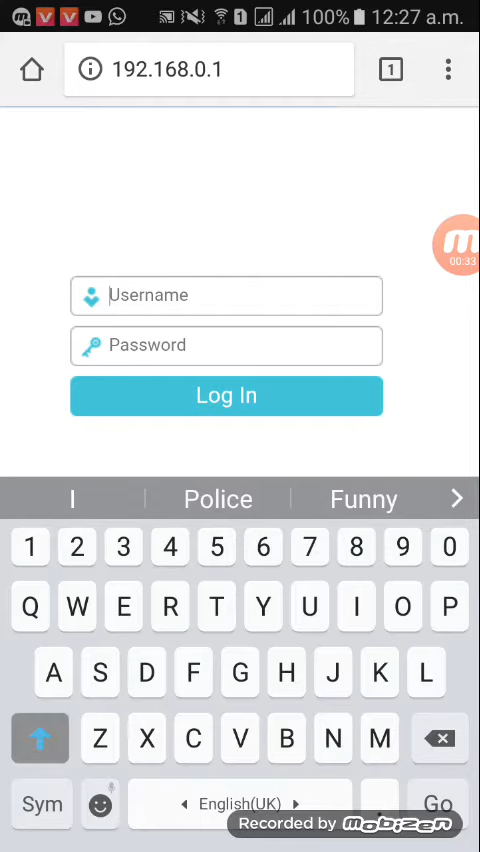 100% 12:27 a.m.
192.168.0.1
1
00:33
Username
Password
Log In
I Police Funny
1 2 3 4 5 6 7 8 9 0
Q W E R T Y U I O P
A S D F G H J K L
Z X C V B N M
Sym English(UK) . Go
Recorded by mobizen